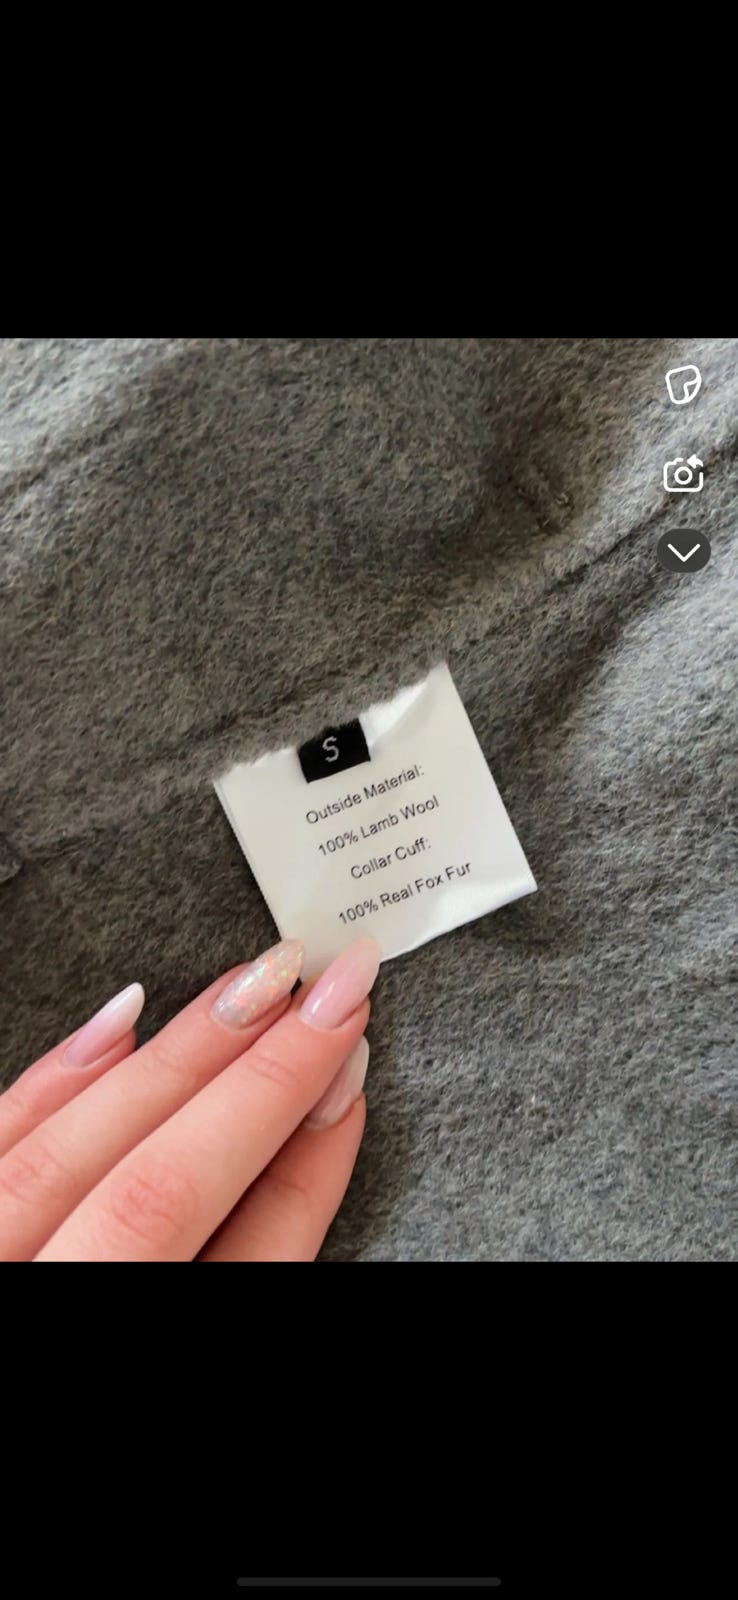 S
Outside Material:
100% Lamb Wool
Collar Cuff:
100% Real Fox Fur